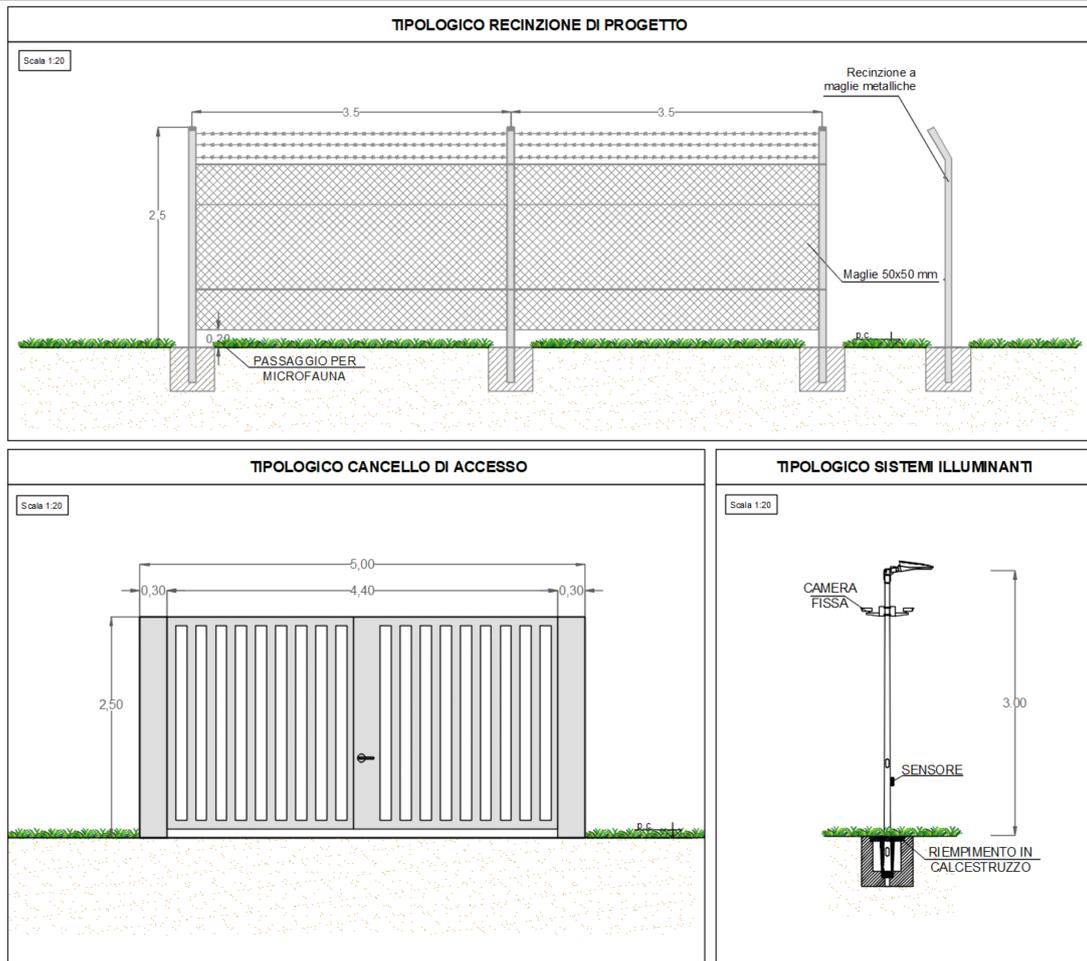 TIPOLOGICO RECINZIONE DI PROGETTO
Scala 1:20
Recinzione a
maglie metalliche
3.5
3.5
2,5
Maglie 50x50 mm
0,20
p.c.
PASSAGGIO PER
MICROFAUNA
TIPOLOGICO CANCELLO DI ACCESSO
Scala 1:20
5,00
0,30
4,40
0,30
2,50
p.c.
TIPOLOGICO SISTEMI ILLUMINANTI
Scala 1:20
CAMERA
FISSA
3.00
SENSORE
RIEMPIMENTO IN
CALCESTRUZZO